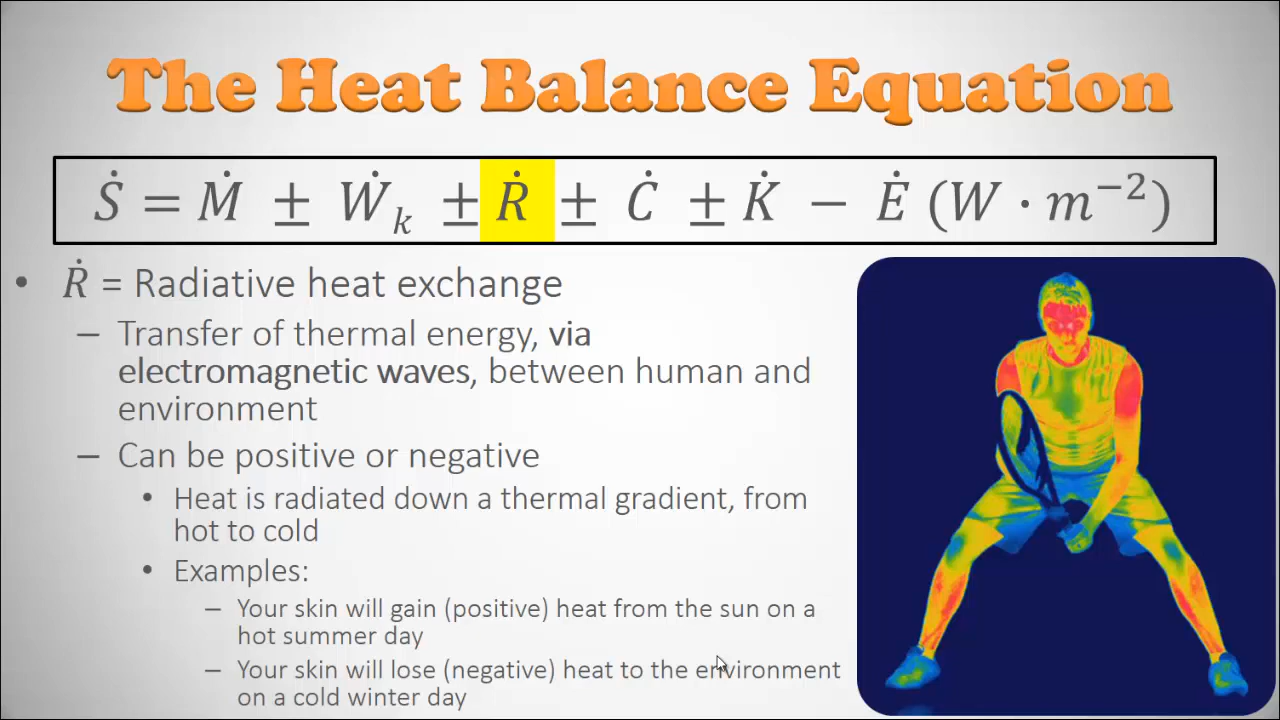 The Heat Balance Equation
Ṡ = Ṁ ± Ẇₖ ± Ṙ ± Ċ ± K̇ − Ė (W · m⁻²)
• Ṙ = Radiative heat exchange
– Transfer of thermal energy, via
electromagnetic waves, between human and
environment
– Can be positive or negative
• Heat is radiated down a thermal gradient, from
hot to cold
• Examples:
– Your skin will gain (positive) heat from the sun on a
hot summer day
– Your skin will lose (negative) heat to the environment
on a cold winter day